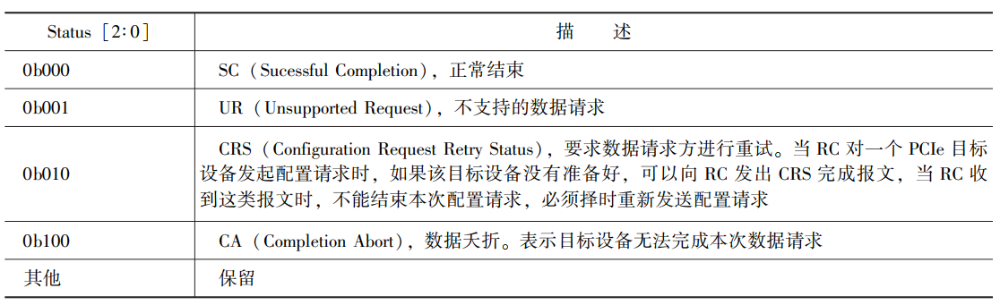 Status [2:0] 描 述
0b000 SC (Sucessful Completion)，正常结束
0b001 UR (Unsupported Request)，不支持的数据请求
CRS (Configuration Request Retry Status)，要求数据请求方进行重试。当 RC 对一个 PCIe 目标
0b010 设备发起配置请求时，如果该目标设备没有准备好，可以向 RC 发出 CRS 完成报文，当 RC 收
到这类报文时，不能结束本次配置请求，必须择时重新发送配置请求
0b100 CA (Completion Abort)，数据夭折。表示目标设备无法完成本次数据请求
其他 保留